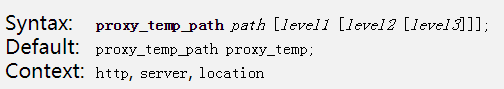 Syntax: proxy_temp_path path [level1 [level2 [level3]]];
Default: proxy_temp_path proxy_temp;
Context: http, server, location